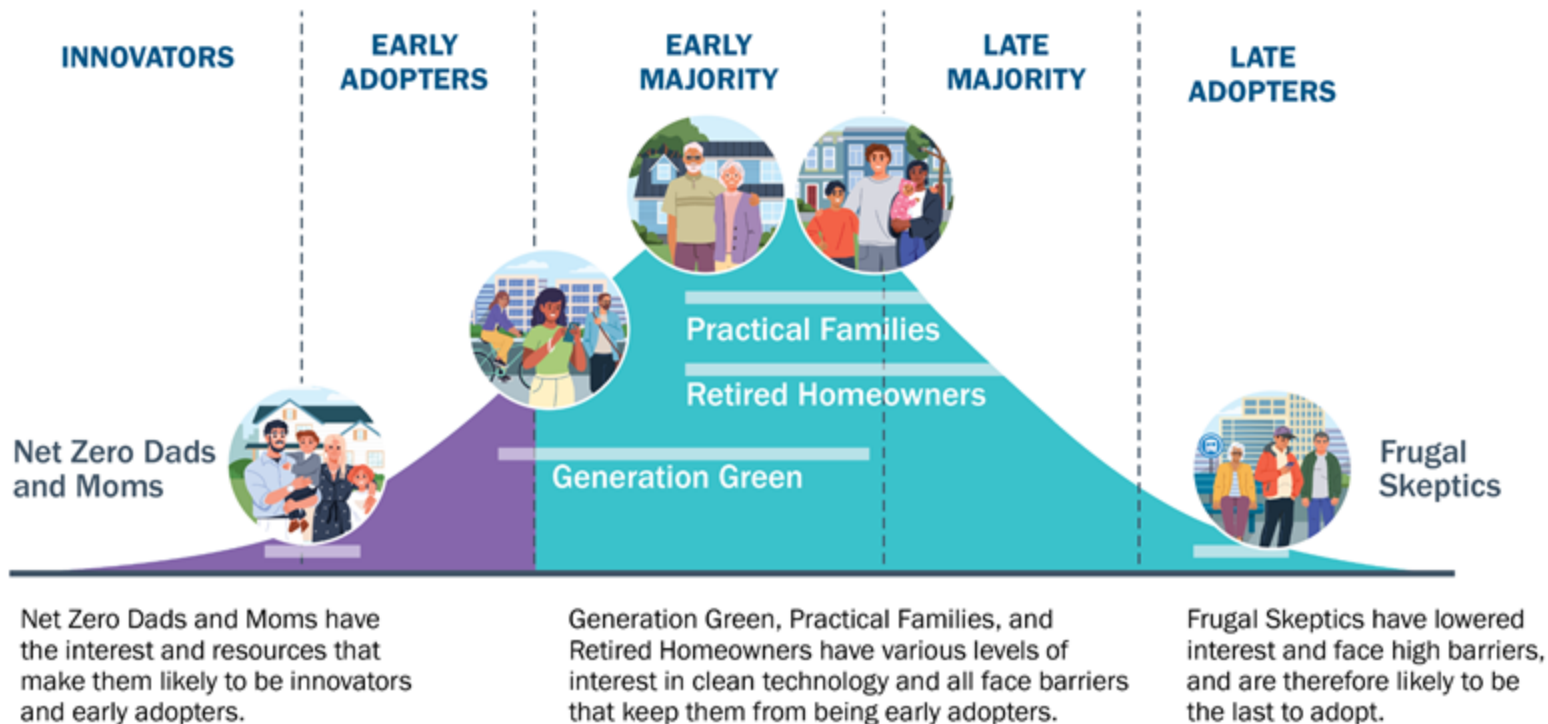 INNOVATORS
EARLY
ADOPTERS
EARLY
MAJORITY
LATE
MAJORITY
LATE
ADOPTERS
Practical Families
Retired Homeowners
Generation Green
Net Zero Dads
and Moms
Frugal
Skeptics
Net Zero Dads and Moms have
the interest and resources that
make them likely to be innovators
and early adopters.
Generation Green, Practical Families, and
Retired Homeowners have various levels of
interest in clean technology and all face barriers
that keep them from being early adopters.
Frugal Skeptics have lowered
interest and face high barriers,
and are therefore likely to be
the last to adopt.